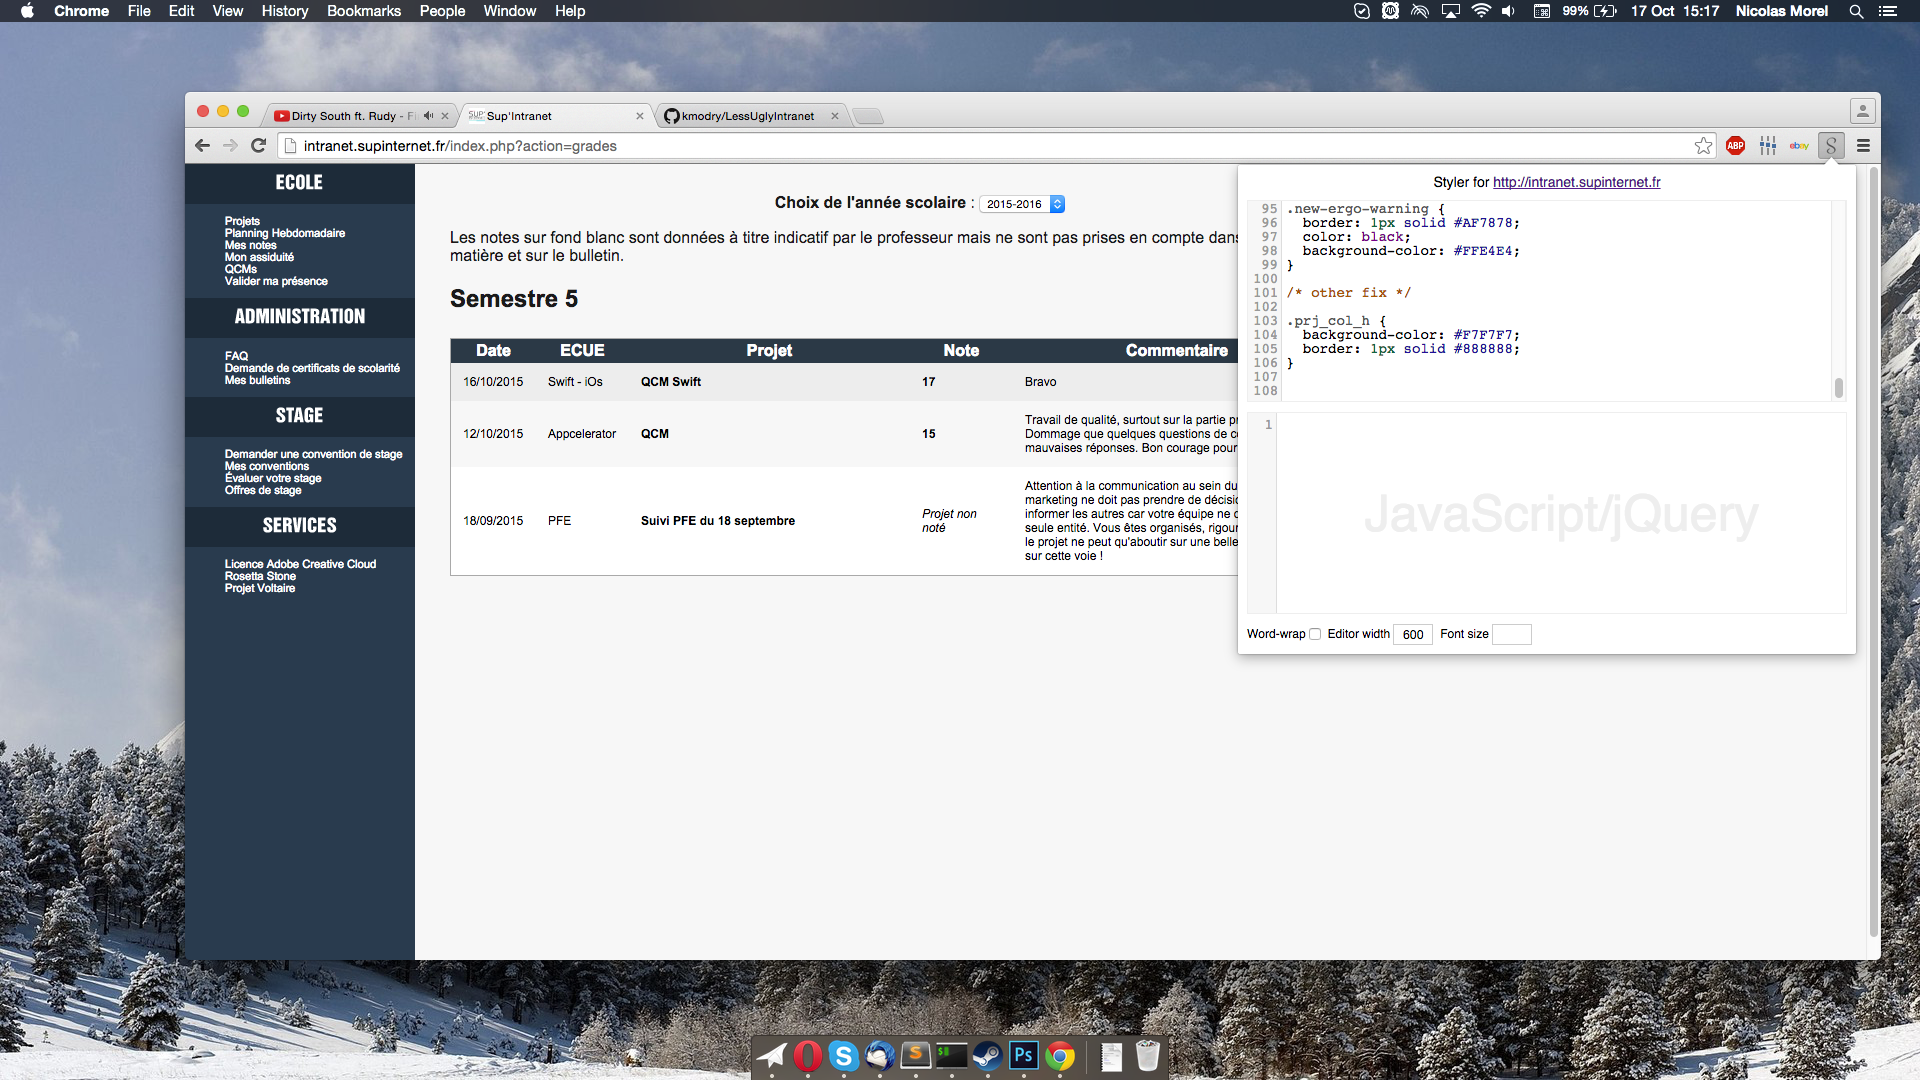 Chrome File Edit View History Bookmarks People Window Help
99% 17 Oct 15:17 Nicolas Morel
Dirty South ft. Rudy - Fi
SUP' Sup'Intranet
kmodry/LessUglyIntranet
intranet.supinternet.fr/index.php?action=grades
ABP ebay S
ECOLE
Projets
Planning Hebdomadaire
Mes notes
Mon assiduité
QCMs
Valider ma présence
ADMINISTRATION
FAQ
Demande de certificats de scolarité
Mes bulletins
STAGE
Demander une convention de stage
Mes conventions
Évaluer votre stage
Offres de stage
SERVICES
Licence Adobe Creative Cloud
Rosetta Stone
Projet Voltaire
Choix de l'année scolaire : 2015-2016
Les notes sur fond blanc sont données à titre indicatif par le professeur mais ne sont pas prises en compte dans
matière et sur le bulletin.
Semestre 5
Date ECUE Projet Note Commentaire
16/10/2015 Swift - iOs QCM Swift 17 Bravo
12/10/2015 Appcelerator QCM 15
Travail de qualité, surtout sur la partie pr
Dommage que quelques questions de c
mauvaises réponses. Bon courage pour
18/09/2015 PFE Suivi PFE du 18 septembre
Projet non
noté
Attention à la communication au sein du
marketing ne doit pas prendre de décisio
informer les autres car votre équipe ne
seule entité. Vous êtes organisés, rigour
le projet ne peut qu'aboutir sur une belle
sur cette voie !
Styler for http://intranet.supinternet.fr
95 .new-ergo-warning {
96 border: 1px solid #AF7878;
97 color: black;
98 background-color: #FFE4E4;
99 }
100
101 /* other fix */
102
103 .prj_col_h {
104 background-color: #F7F7F7;
105 border: 1px solid #888888;
106 }
107
108
1
JavaScript/jQuery
Word-wrap Editor width 600 Font size
S S $ Ps